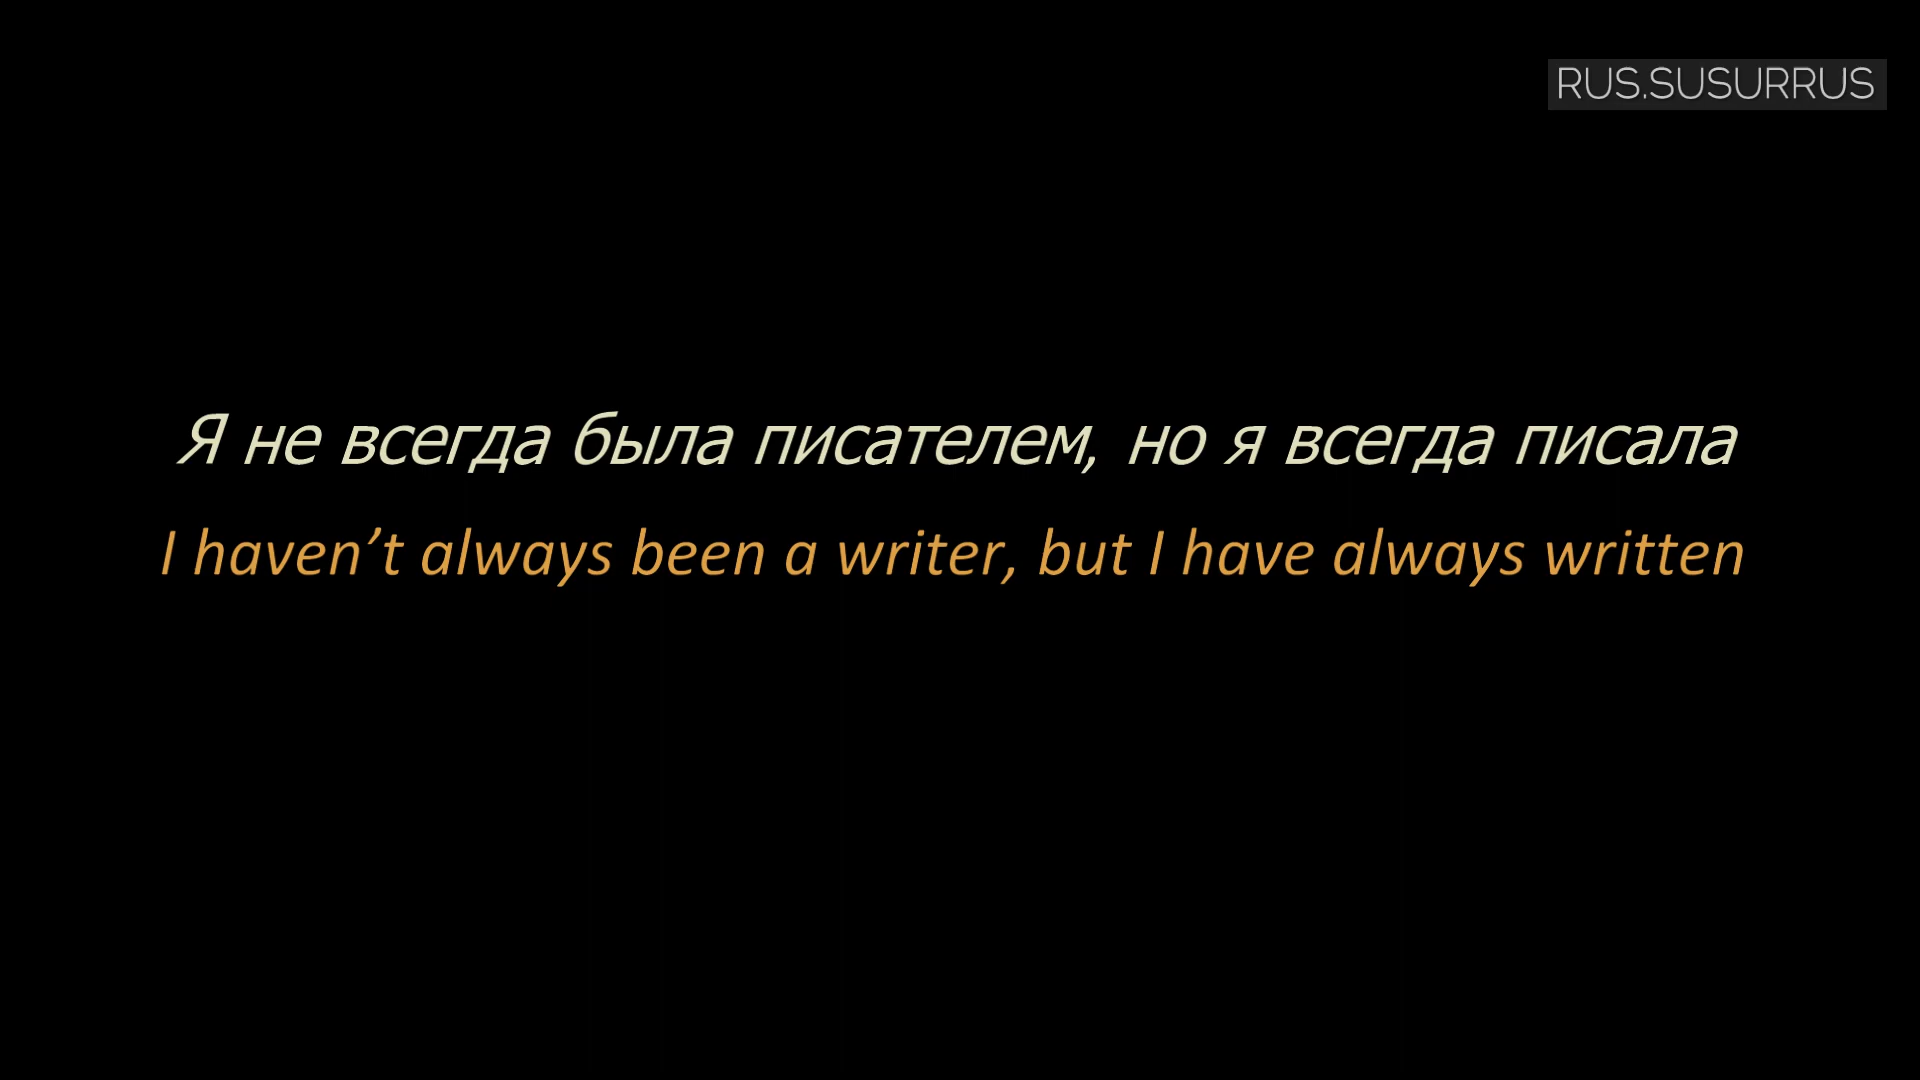 RUS.SUSURRUS
Я не всегда была писателем, но я всегда писала
I haven’t always been a writer, but I have always written